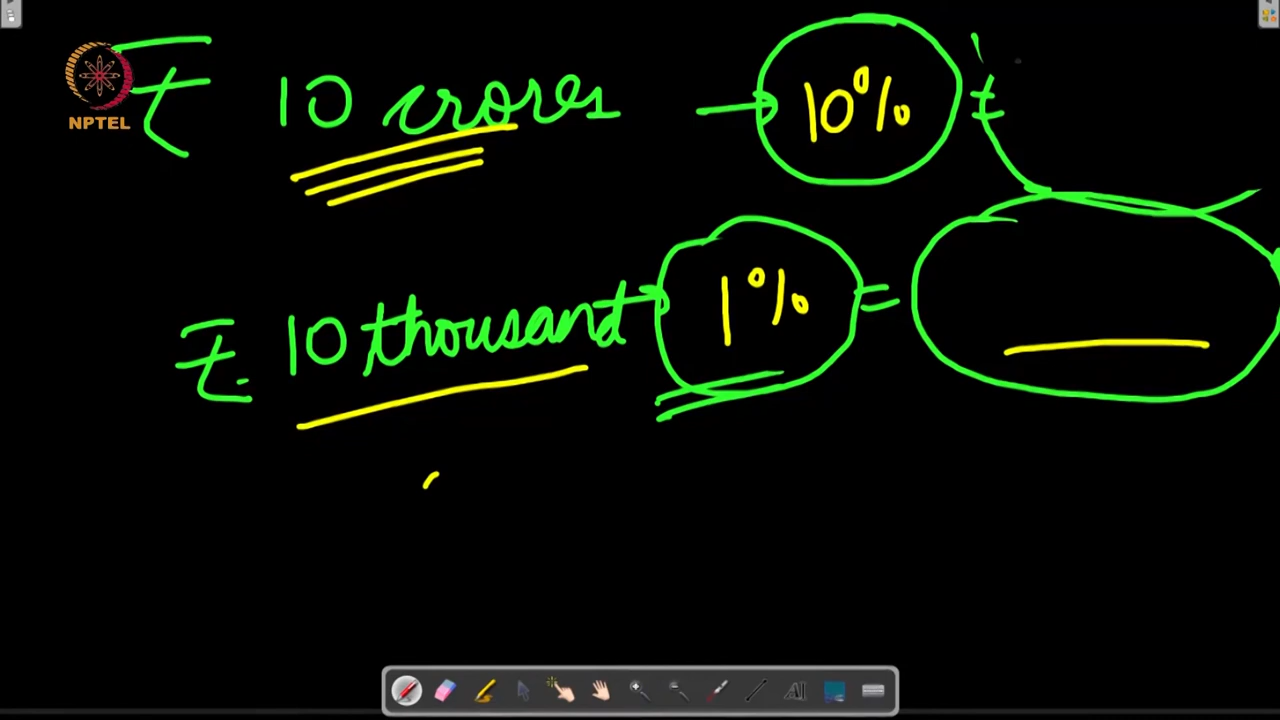 NPTEL
₹ 10 crores → 10%
₹ 10 thousand → 1% =